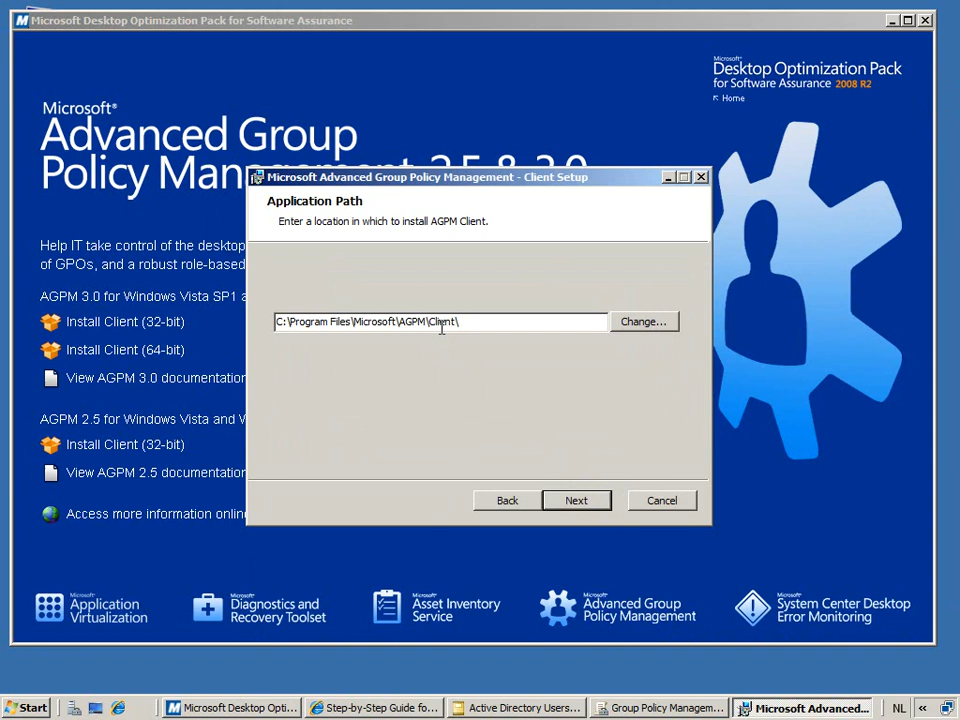 Microsoft Desktop Optimization Pack for Software Assurance
Microsoft®
Desktop Optimization Pack
for Software Assurance 2008 R2
Home
Microsoft®
Advanced Group
Microsoft Advanced Group Policy Management - Client Setup
Application Path
Enter a location in which to install AGPM Client.
C:\Program Files\Microsoft\AGPM\Client\
Change...
Back
Next
Cancel
Help IT take control of the desktop
of GPOs, and a robust role-based
AGPM 3.0 for Windows Vista SP1
Install Client (32-bit)
Install Client (64-bit)
View AGPM 3.0 documentation
AGPM 2.5 for Windows Vista and
Install Client (32-bit)
View AGPM 2.5 documentation
Access more information online
Microsoft®
Application
Virtualization
Microsoft®
Diagnostics and
Recovery Toolset
Microsoft®
Asset Inventory
Service
Microsoft®
Advanced Group
Policy Management
Microsoft®
System Center Desktop
Error Monitoring
Start
Microsoft Desktop Opti...
Step-by-Step Guide fo...
Active Directory Users...
Group Policy Managem...
Microsoft Advanced...
NL
«